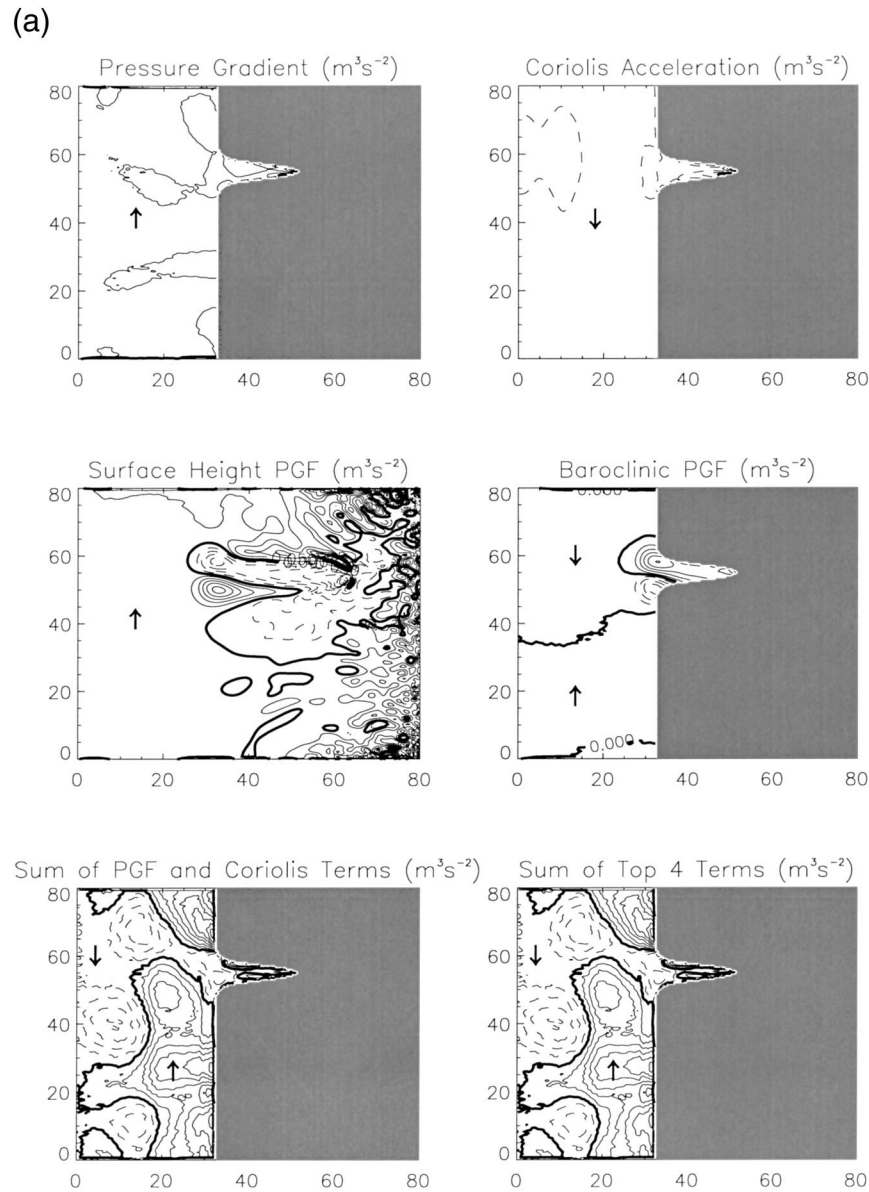 (a)
Pressure Gradient (m³s⁻²)
80
60
40
20
0
0 20 40 60 80
Coriolis Acceleration (m³s⁻²)
80
60
40
20
0
0 20 40 60 80
Surface Height PGF (m³s⁻²)
80
60
40
20
0
0 20 40 60 80
Baroclinic PGF (m³s⁻²)
80
0.000
60
40
20
0.000
0
0 20 40 60 80
Sum of PGF and Coriolis Terms (m³s⁻²)
80
60
40
20
0
0 20 40 60 80
Sum of Top 4 Terms (m³s⁻²)
80
60
40
20
0
0 20 40 60 80